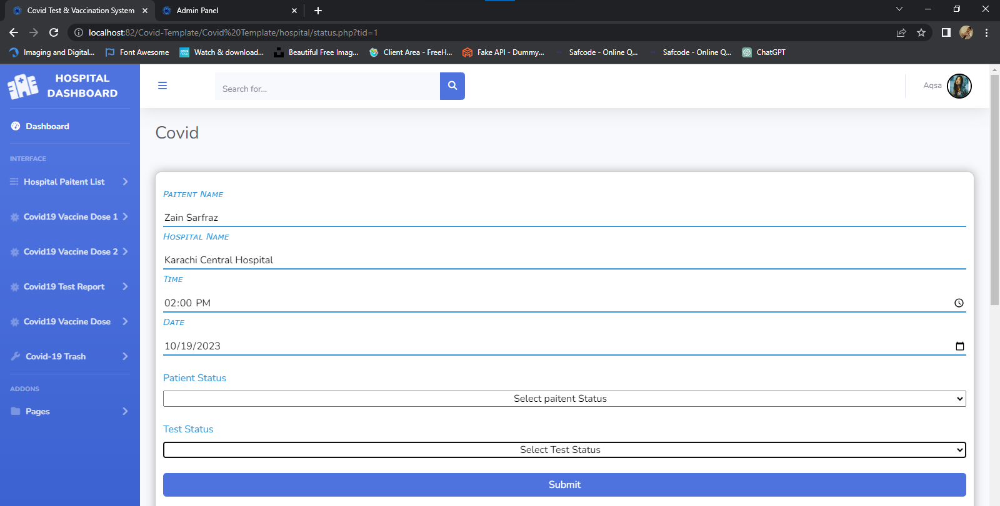 Covid Test & Vaccination System
Admin Panel
localhost:82/Covid-Template/Covid%20Template/hospital/status.php?tid=1
Imaging and Digital...
Font Awesome
eros now
Watch & download...
Beautiful Free Imag...
Client Area - FreeH...
Fake API - Dummy...
Safcode - Online Q...
Safcode - Online Q...
ChatGPT
HOSPITAL
DASHBOARD
Search for...
Aqsa
Dashboard
Covid
INTERFACE
Hospital Paitent List
Covid19 Vaccine Dose 1
Covid19 Vaccine Dose 2
Covid19 Test Report
Covid19 Vaccine Dose
Covid-19 Trash
ADDONS
Pages
Paitent Name
Zain Sarfraz
Hospital Name
Karachi Central Hospital
Time
02:00 PM
Date
10/19/2023
Patient Status
Select paitent Status
Test Status
Select Test Status
Submit